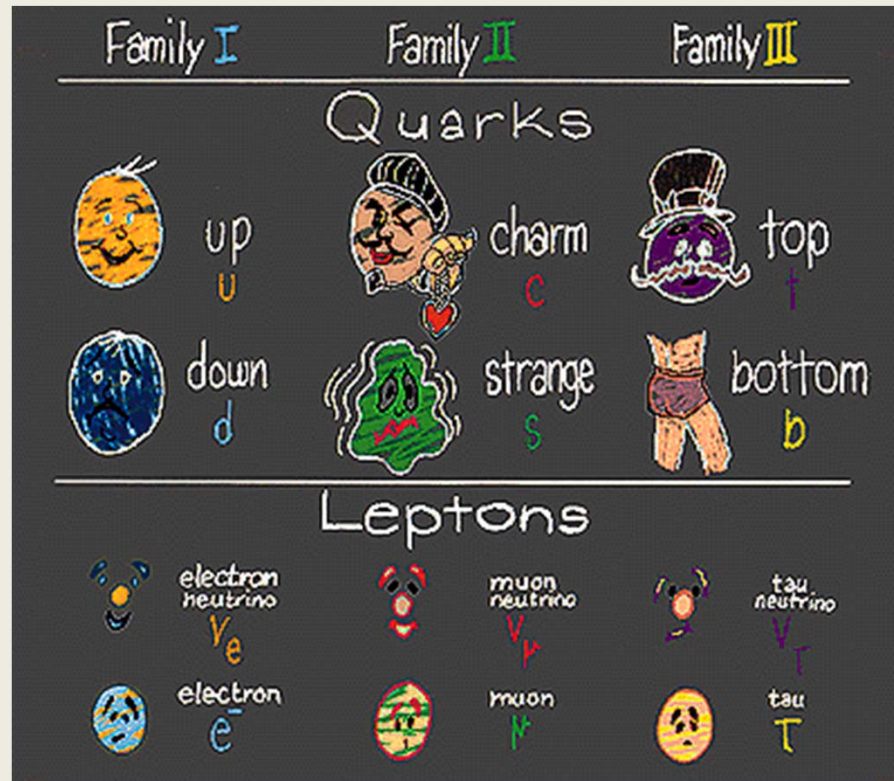 Family I Family II Family III
Quarks
up charm top
u c t
down strange bottom
d s b
Leptons
electron muon tau
neutrino neutrino neutrino
νe νμ ντ
electron muon tau
e⁻ μ τ